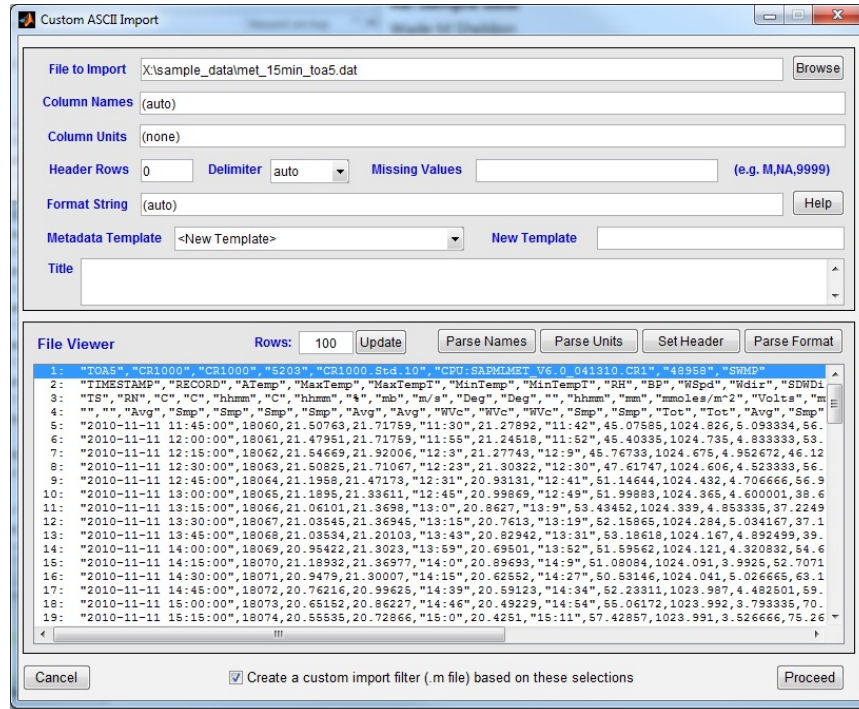 Custom ASCII Import
File to Import X:\sample_data\met_15min_toa5.dat Browse
Column Names (auto)
Column Units (none)
Header Rows 0 Delimiter auto Missing Values (e.g. M,NA,9999)
Format String (auto) Help
Metadata Template <New Template> New Template
Title
File Viewer Rows: 100 Update Parse Names Parse Units Set Header Parse Format
1: "TOA5","CR1000","CR1000","5203","CR1000.Std.10","CPU:SAPMLMET_V6.0_041310.CR1","48958","SWMP"
2: "TIMESTAMP","RECORD","ATemp","MaxTemp","MaxTempT","MinTemp","MinTempT","RH","BP","WSpd","Wdir","SDWDi
3: "TS","RN","C","C","hhmm","C","hhmm","%","mb","m/s","Deg","Deg","","hhmm","mm","mmoles/m^2","Volts","m
4: "","","Avg","Smp","Smp","Smp","Smp","Avg","Avg","WVc","WVc","WVc","Smp","Smp","Tot","Tot","Avg","Smp
5: "2010-11-11 11:45:00",18060,21.50763,21.71759,"11:30",21.27892,"11:42",45.07585,1024.826,5.093334,56.
6: "2010-11-11 12:00:00",18061,21.47951,21.71759,"11:55",21.24518,"11:52",45.40335,1024.735,4.833333,53.
7: "2010-11-11 12:15:00",18062,21.54669,21.92006,"12:3",21.27743,"12:9",45.76733,1024.675,4.952672,46.12
8: "2010-11-11 12:30:00",18063,21.50825,21.71067,"12:23",21.30322,"12:30",47.61747,1024.606,4.523333,56.
9: "2010-11-11 12:45:00",18064,21.1958,21.47173,"12:31",20.93131,"12:41",51.14644,1024.432,4.706666,56.9
10: "2010-11-11 13:00:00",18065,21.1895,21.33611,"12:45",20.99869,"12:49",51.99883,1024.365,4.600001,38.6
11: "2010-11-11 13:15:00",18066,21.06101,21.3698,"13:0",20.8627,"13:9",53.43452,1024.339,4.853335,37.2249
12: "2010-11-11 13:30:00",18067,21.03545,21.36945,"13:15",20.7613,"13:19",52.15865,1024.284,5.034167,37.1
13: "2010-11-11 13:45:00",18068,21.03534,21.20103,"13:43",20.82942,"13:31",53.18618,1024.167,4.892499,39.
14: "2010-11-11 14:00:00",18069,20.95422,21.3023,"13:59",20.69501,"13:52",51.59562,1024.121,4.320832,54.6
15: "2010-11-11 14:15:00",18070,21.18932,21.36977,"14:0",20.89693,"14:9",51.08084,1024.091,3.9925,52.7071
16: "2010-11-11 14:30:00",18071,20.9479,21.30007,"14:15",20.62552,"14:27",50.53146,1024.041,5.026665,63.1
17: "2010-11-11 14:45:00",18072,20.76216,20.99625,"14:39",20.59123,"14:34",52.23311,1023.987,4.482501,59.
18: "2010-11-11 15:00:00",18073,20.65152,20.86227,"14:46",20.49229,"14:54",55.06172,1023.992,3.793335,70.
19: "2010-11-11 15:15:00",18074,20.55535,20.72866,"15:0",20.4251,"15:11",57.42857,1023.991,3.526666,75.26
Cancel Create a custom import filter (.m file) based on these selections Proceed